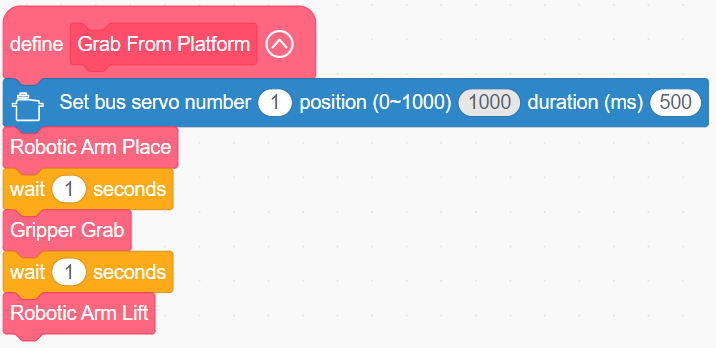 define Grab From Platform
Set bus servo number 1 position (0~1000) 1000 duration (ms) 500
Robotic Arm Place
wait 1 seconds
Gripper Grab
wait 1 seconds
Robotic Arm Lift